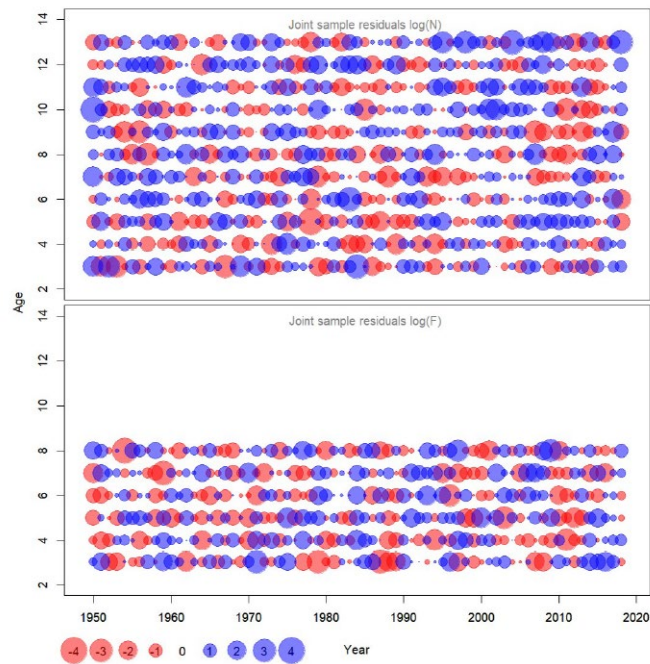 Joint sample residuals log(N)
14
12
10
8
6
4
2
Age
Joint sample residuals log(F)
14
12
10
8
6
4
2
1950 1960 1970 1980 1990 2000 2010 2020
-4 -3 -2 -1 0 1 2 3 4 Year